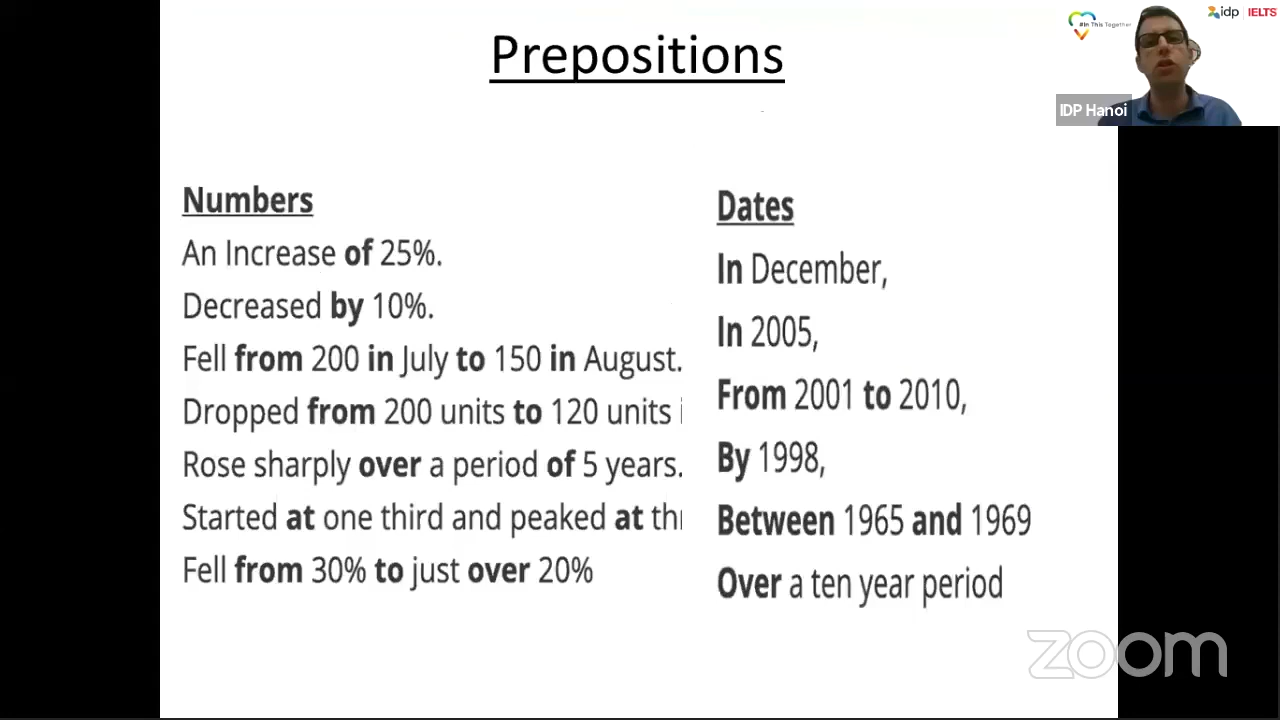 Prepositions
#In This Together
idp IELTS
IDP Hanoi
Numbers
An Increase of 25%.
Decreased by 10%.
Fell from 200 in July to 150 in August.
Dropped from 200 units to 120 units
Rose sharply over a period of 5 years.
Started at one third and peaked at
Fell from 30% to just over 20%
Dates
In December,
In 2005,
From 2001 to 2010,
By 1998,
Between 1965 and 1969
Over a ten year period
zoom